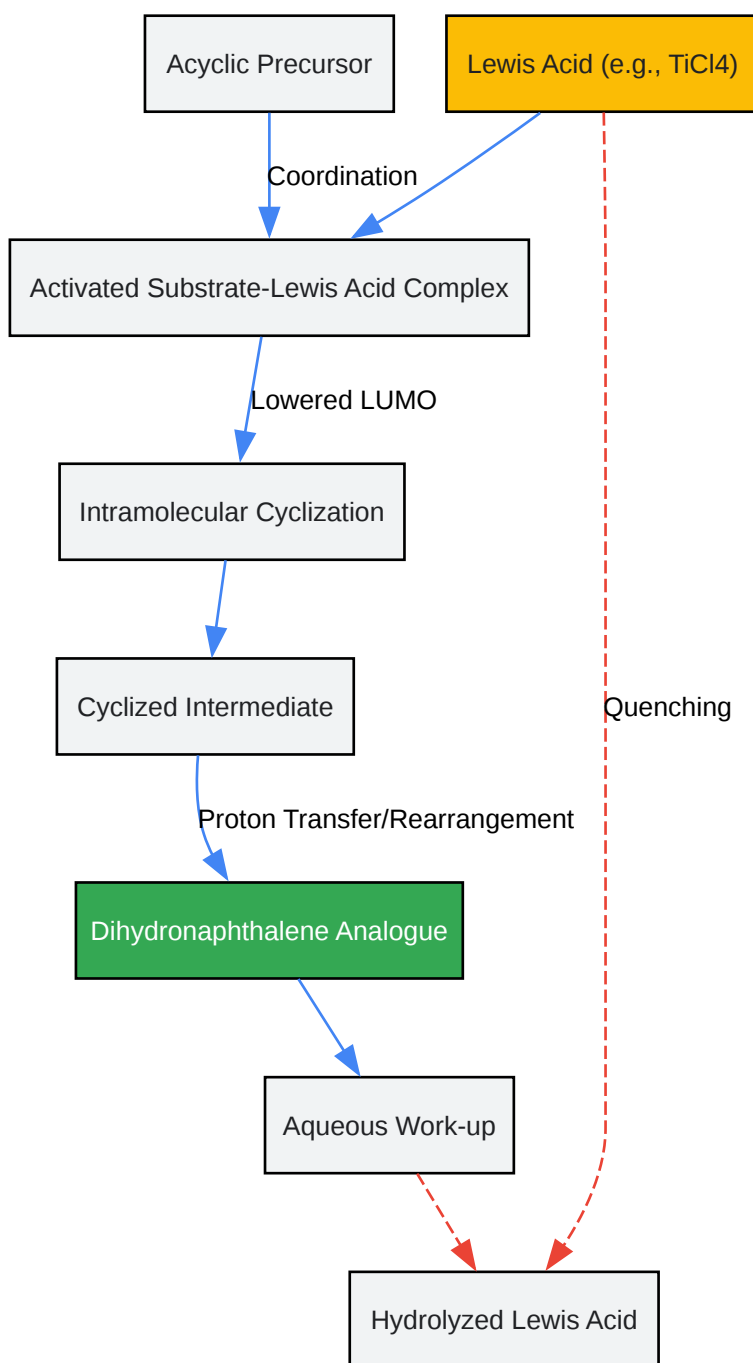 Acyclic Precursor
Lewis Acid (e.g., TiCl4)
Coordination
Activated Substrate-Lewis Acid Complex
Lowered LUMO
Intramolecular Cyclization
Cyclized Intermediate
Quenching
Proton Transfer/Rearrangement
Dihydronaphthalene Analogue
Aqueous Work-up
Hydrolyzed Lewis Acid